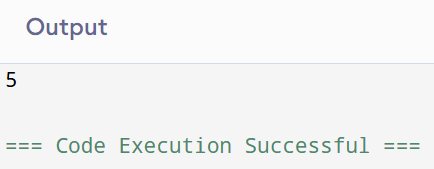 Output
5
=== Code Execution Successful ===